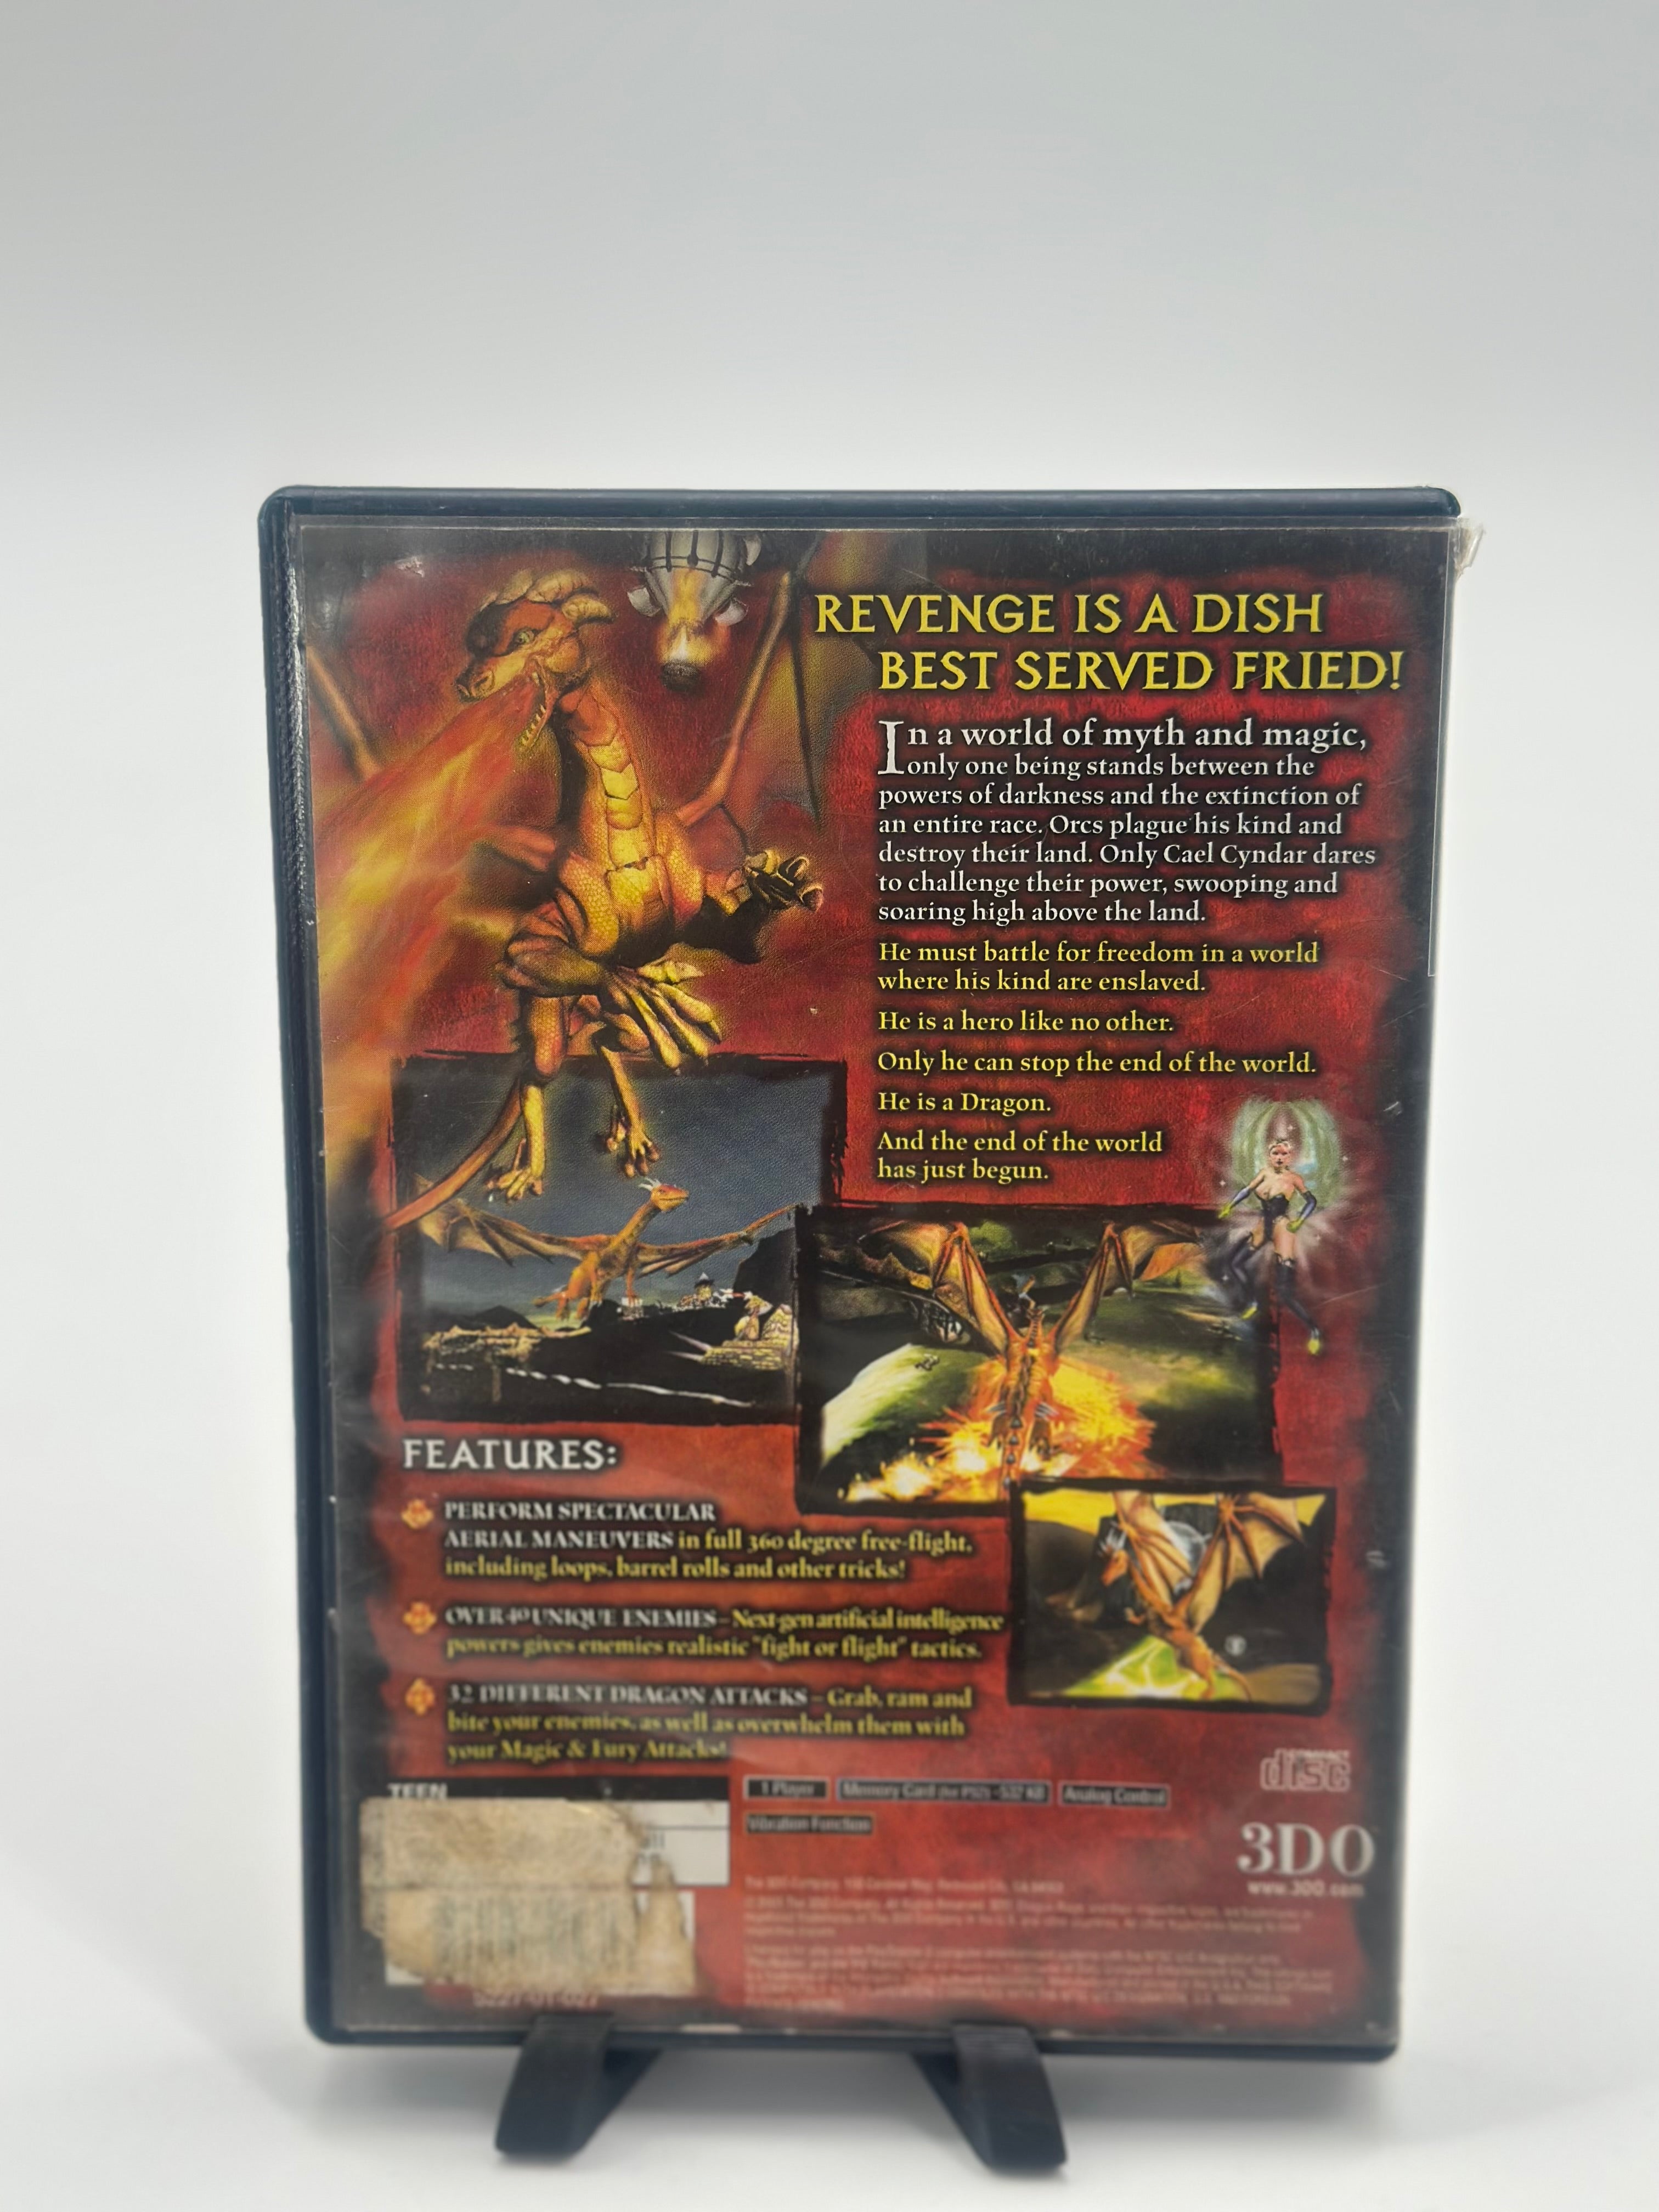 REVENGE IS A DISH
BEST SERVED FRIED!
In a world of myth and magic,
only one being stands between the
powers of darkness and the extinction of
an entire race. Orcs plague his kind and
destroy their land. Only Cael Cyndar dares
to challenge their power, swooping and
soaring high above the land.
He must battle for freedom in a world
where his kind are enslaved.
He is a hero like no other.
Only he can stop the end of the world.
He is a Dragon.
And the end of the world
has just begun.
FEATURES:
PERFORM SPECTACULAR
AERIAL MANEUVERS in full 360 degree free-flight,
including loops, barrel rolls and other tricks!
OVER 40 UNIQUE ENEMIES – Next-gen artificial intelligence
powers gives enemies realistic "fight or flight" tactics.
32 DIFFERENT DRAGON ATTACKS – Grab, ram and
bite your enemies, as well as overwhelm them with
your Magic & Fury Attacks!
TEEN
1 Player
Memory Card (for PS2) - 537 KB
Analog Control
Vibration Function
COMPACT
disc
3DO
www.3DO.com